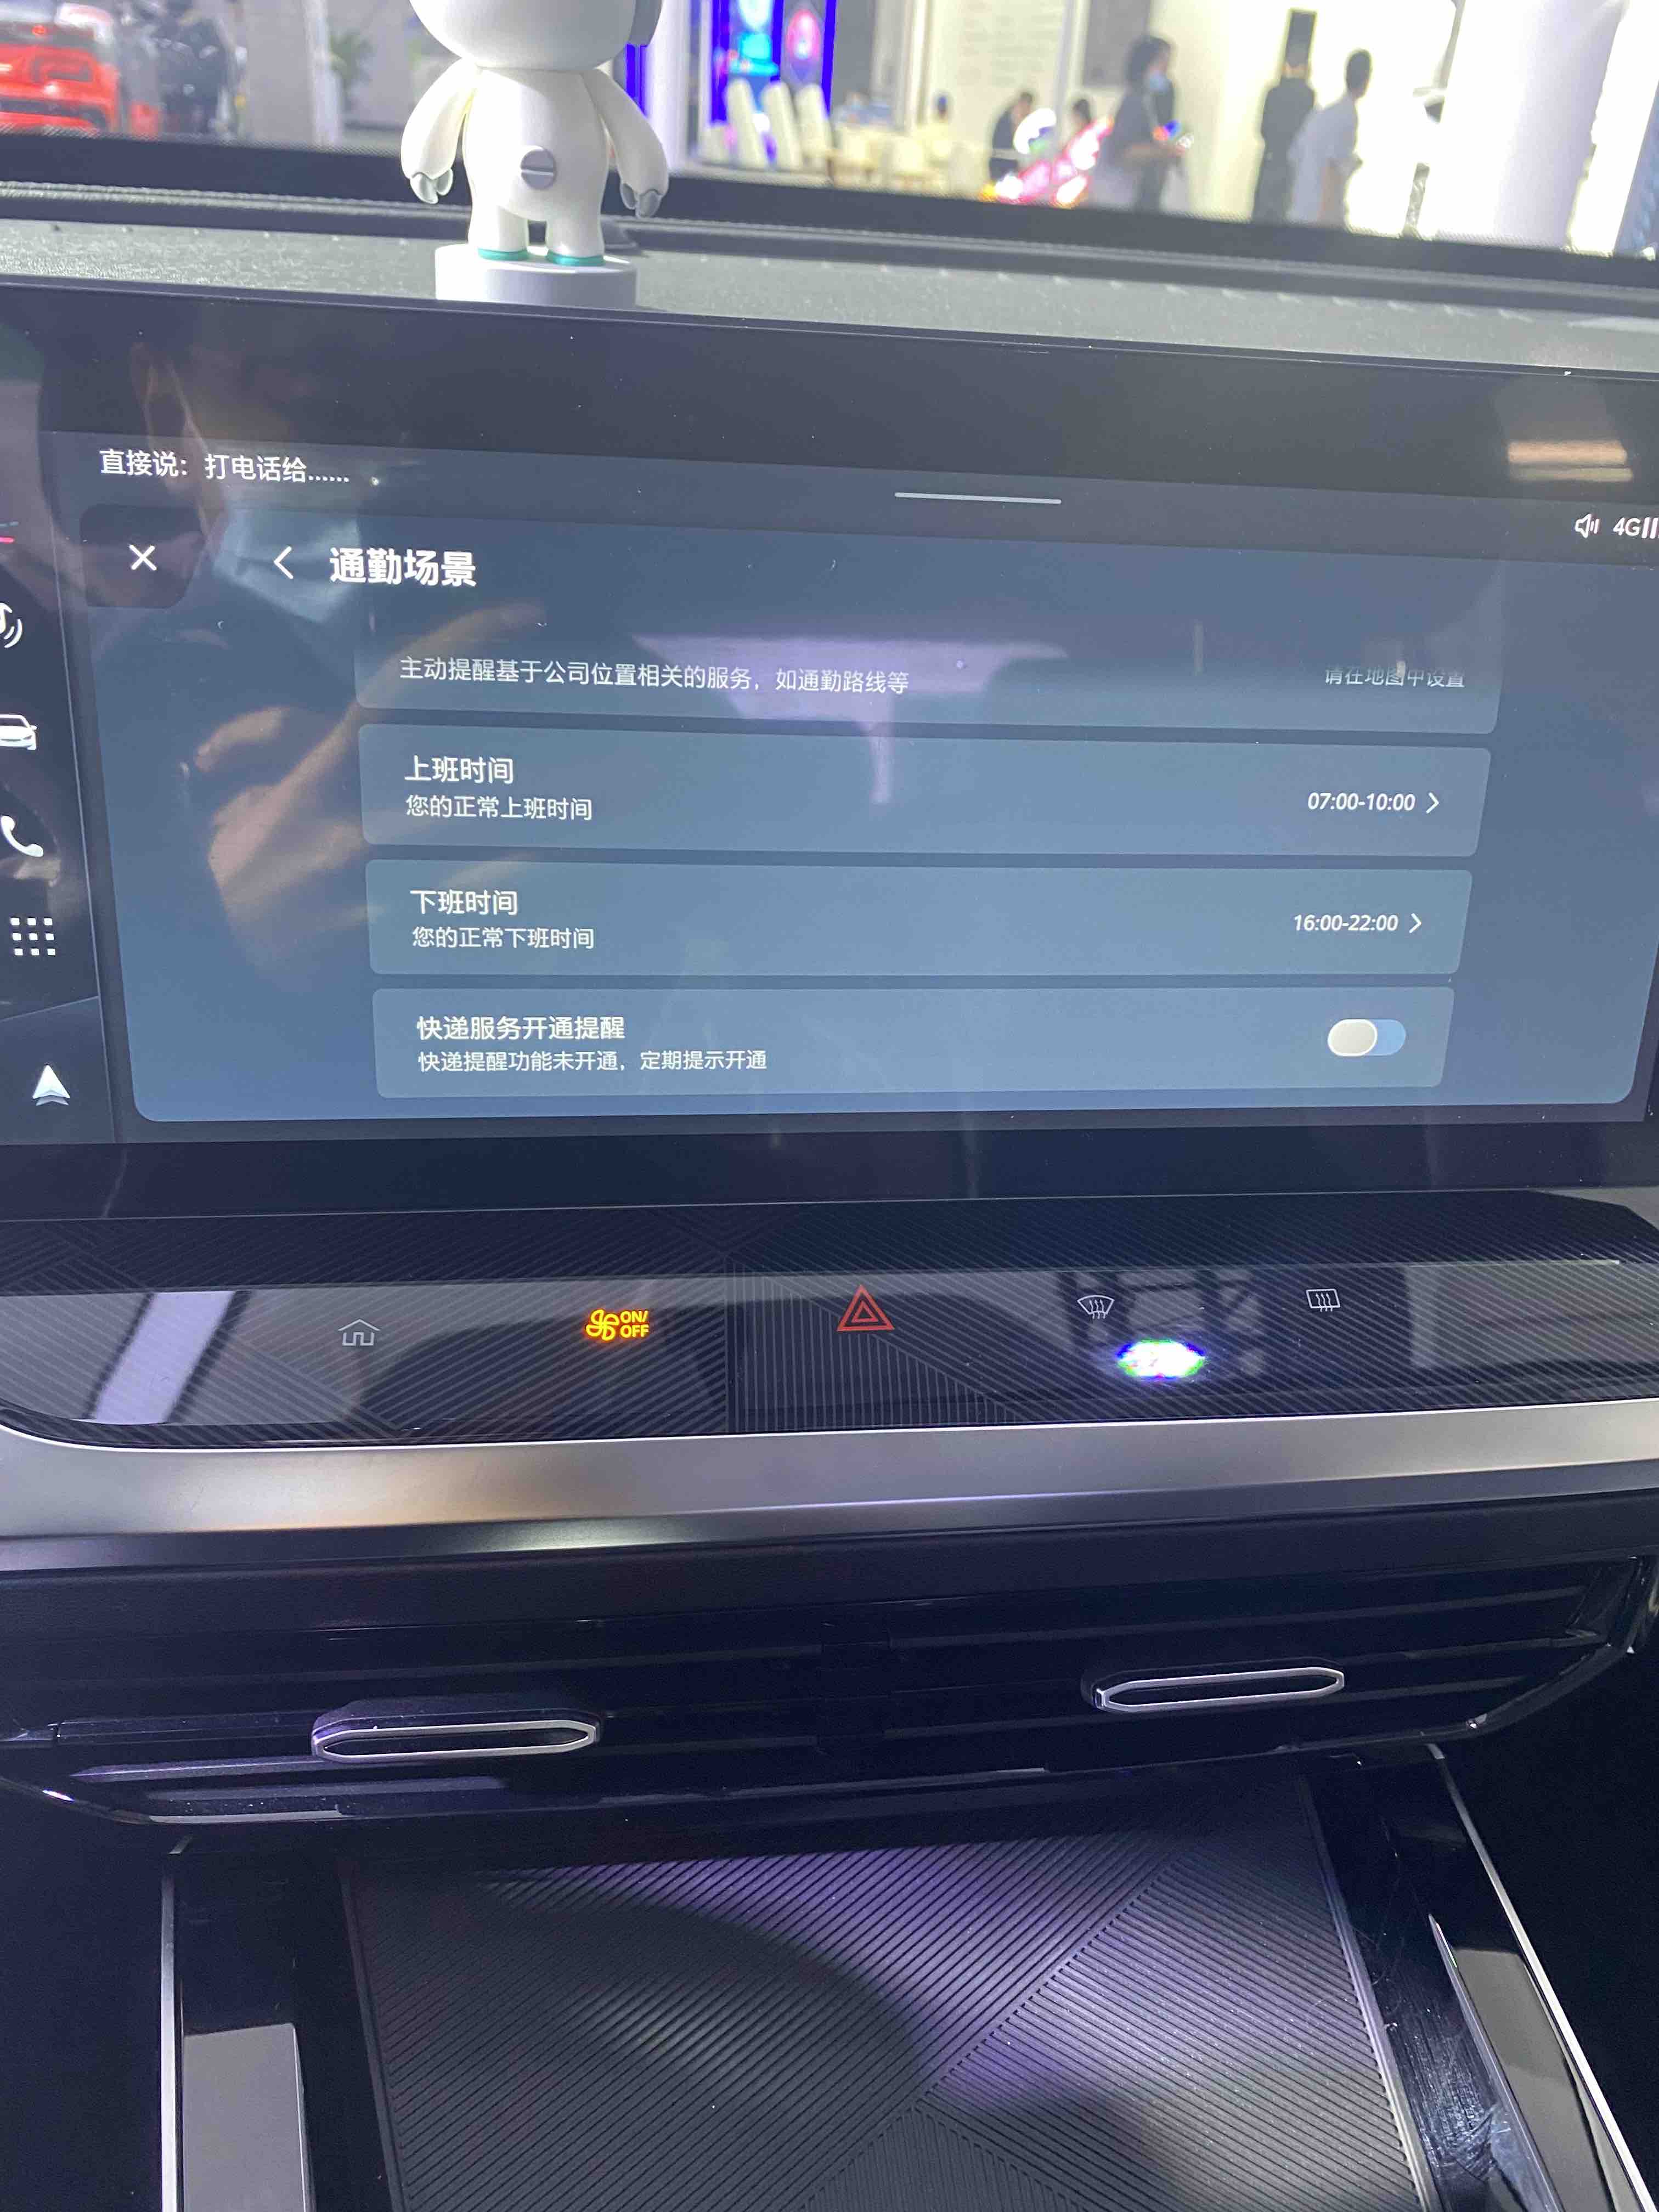 直接说：打电话给......
4G
通勤场景
主动提醒基于公司位置相关的服务，如通勤路线等
请在地图中设置
上班时间
您的正常上班时间
07:00-10:00
下班时间
您的正常下班时间
16:00-22:00
快递服务开通提醒
快递提醒功能未开通，定期提示开通
ON/
OFF